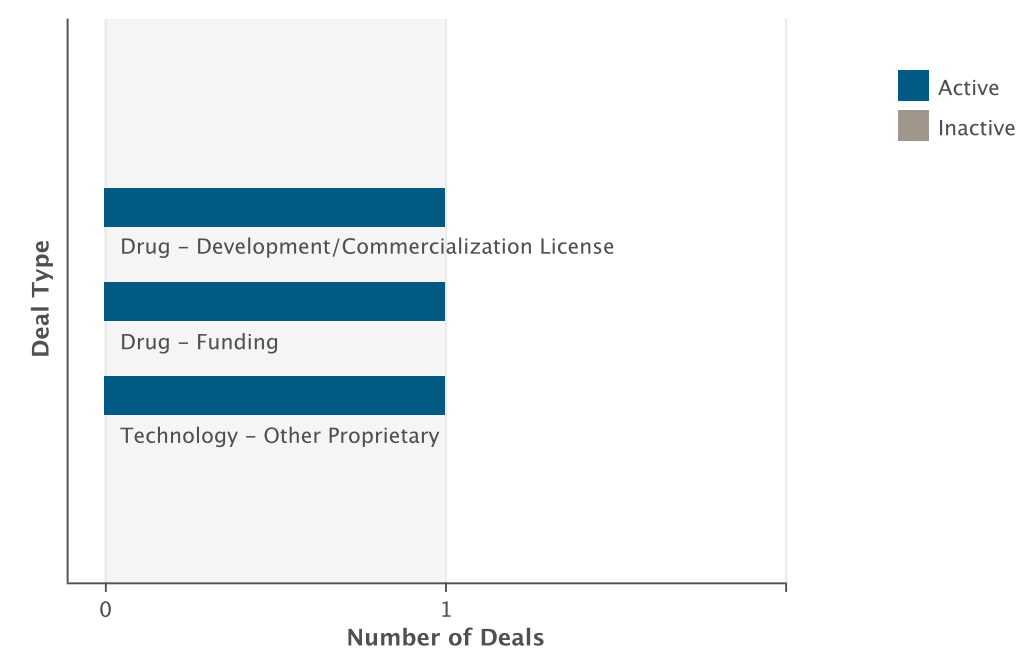 Active
Inactive
Drug – Development/Commercialization License
Drug – Funding
Technology – Other Proprietary
Deal Type
0 1
Number of Deals